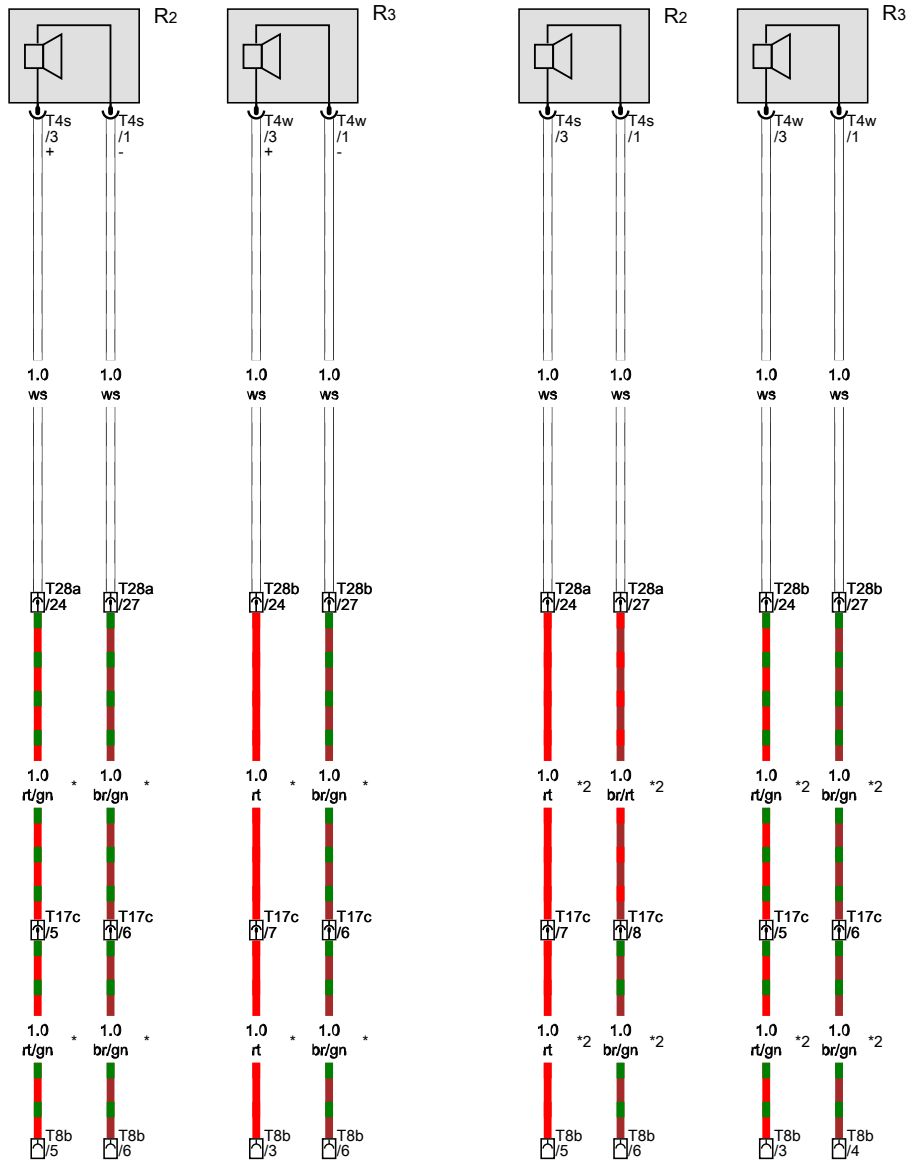 R2 R3 R2 R3
T4s T4s T4w T4w T4s T4s T4w T4w
/3 /1 /3 /1 /3 /1 /3 /1
+ - + -
1.0 1.0 1.0 1.0 1.0 1.0 1.0 1.0
ws ws ws ws ws ws ws ws
T28a T28a T28b T28b T28a T28a T28b T28b
/24 /27 /24 /27 /24 /27 /24 /27
1.0 1.0 1.0 1.0 1.0 1.0 1.0 1.0
rt/gn * br/gn * rt * br/gn * rt *2 br/rt *2 rt/gn *2 br/gn *2
T17c T17c T17c T17c T17c T17c T17c T17c
/5 /6 /7 /6 /7 /8 /5 /6
1.0 1.0 1.0 1.0 1.0 1.0 1.0 1.0
rt/gn * br/gn * rt * br/gn * rt *2 br/gn *2 rt/gn *2 br/gn *2
T8b T8b T8b T8b T8b T8b T8b T8b
/5 /6 /3 /6 /5 /6 /3 /4